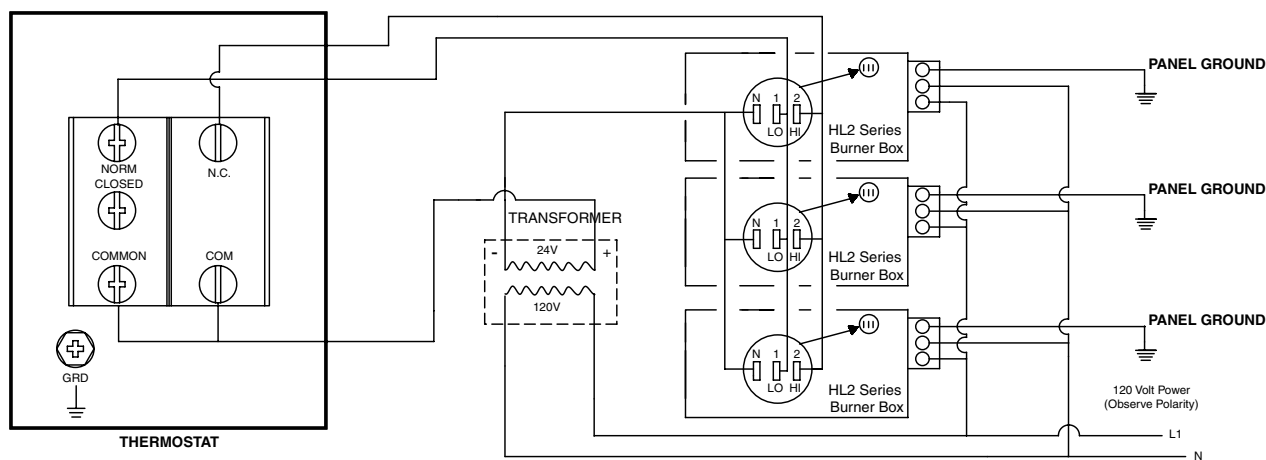 NORM
CLOSED
N.C.
COMMON
COM
GRD
THERMOSTAT
TRANSFORMER
-
24V
+
120V
N 1 2
LO HI
HL2 Series
Burner Box
PANEL GROUND
N 1 2
LO HI
HL2 Series
Burner Box
PANEL GROUND
N 1 2
LO HI
HL2 Series
Burner Box
PANEL GROUND
120 Volt Power
(Observe Polarity)
L1
N